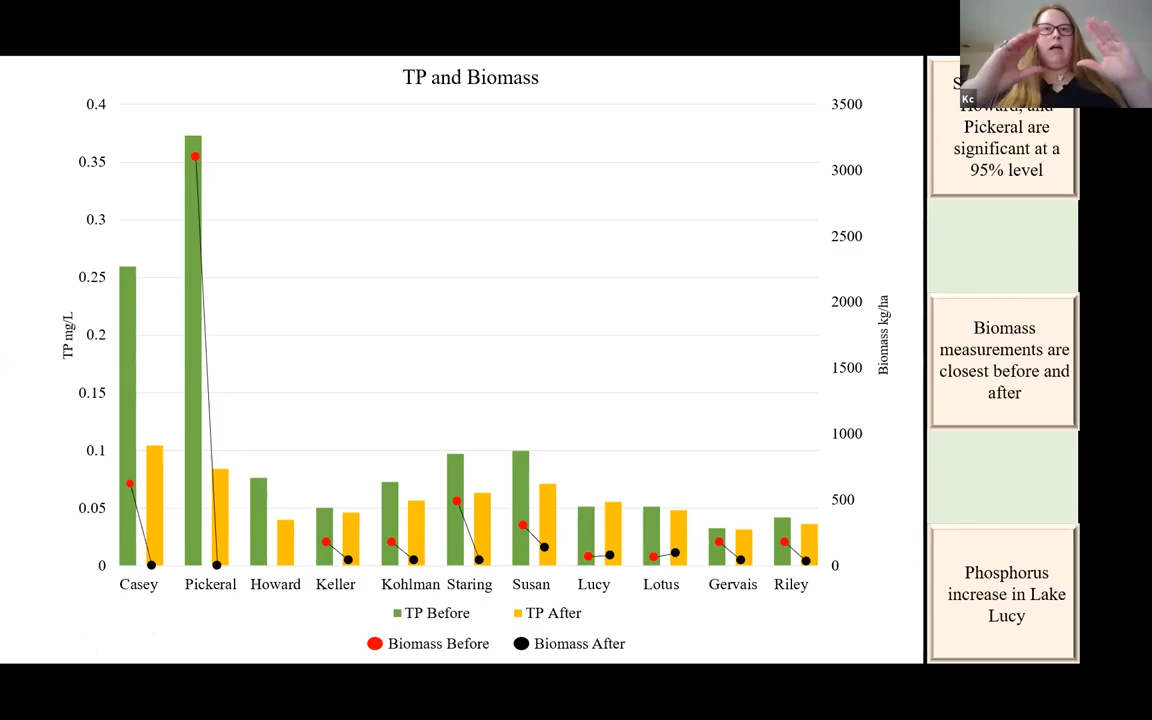 TP and Biomass
0.4
0.35
0.3
0.25
0.2
0.15
0.1
0.05
0
TP mg/L
3500
3000
2500
2000
1500
1000
500
0
Biomass kg/ha
Casey Pickeral Howard Keller Kohlman Staring Susan Lucy Lotus Gervais Riley
TP Before TP After
Biomass Before Biomass After
Kc
Howard, and
Pickeral are
significant at a
95% level
Biomass
measurements are
closest before and
after
Phosphorus
increase in Lake
Lucy